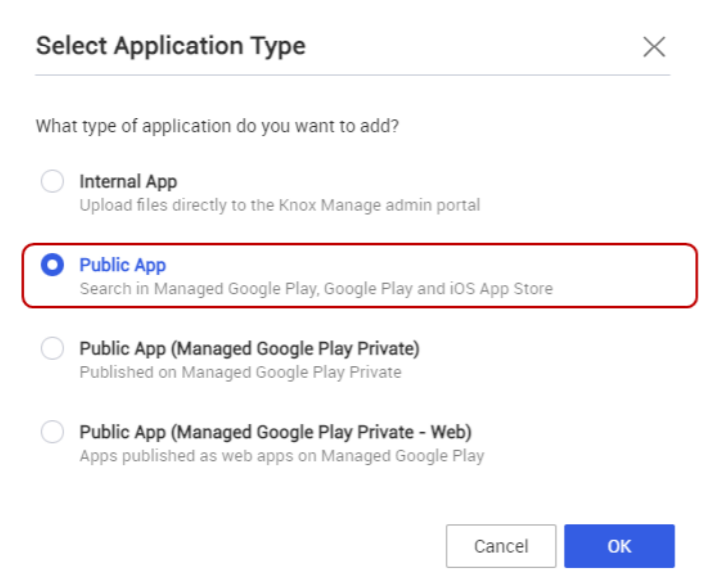 Select Application Type
What type of application do you want to add?
Internal App
Upload files directly to the Knox Manage admin portal
Public App
Search in Managed Google Play, Google Play and iOS App Store
Public App (Managed Google Play Private)
Published on Managed Google Play Private
Public App (Managed Google Play Private - Web)
Apps published as web apps on Managed Google Play
Cancel
OK